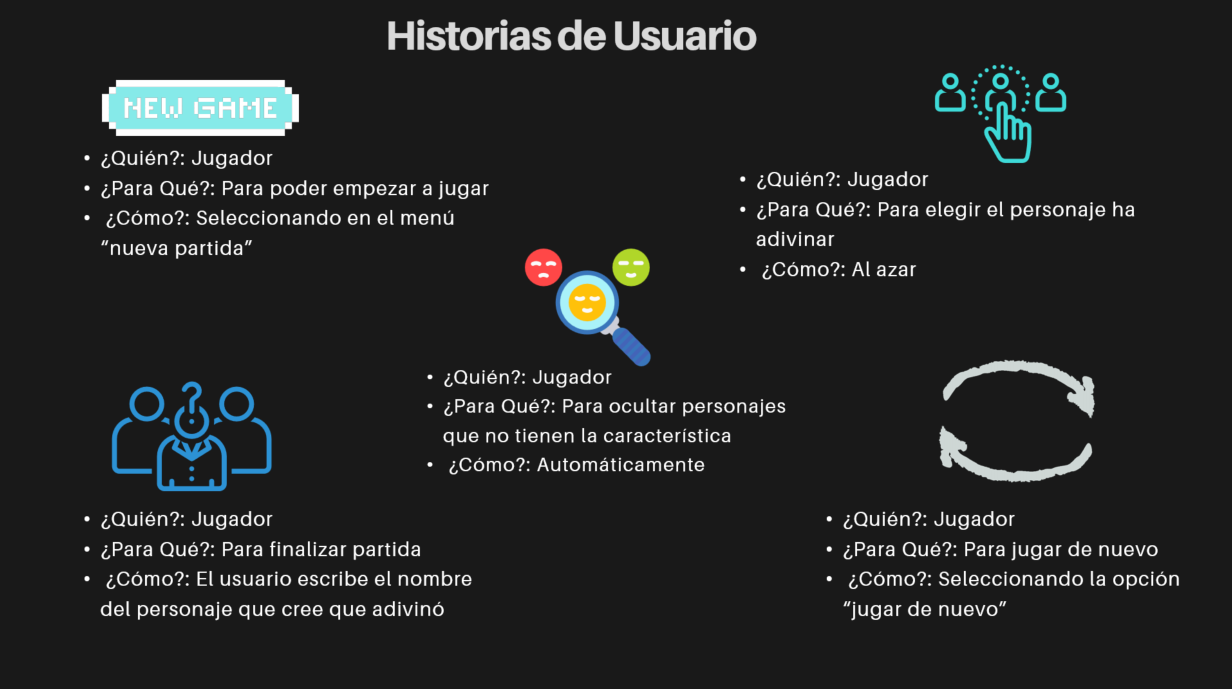 Historias de Usuario
NEW GAME
• ¿Quién?: Jugador
• ¿Para Qué?: Para poder empezar a jugar
• ¿Cómo?: Seleccionando en el menú
“nueva partida”
• ¿Quién?: Jugador
• ¿Para Qué?: Para elegir el personaje ha
adivinar
• ¿Cómo?: Al azar
• ¿Quién?: Jugador
• ¿Para Qué?: Para ocultar personajes
que no tienen la característica
• ¿Cómo?: Automáticamente
• ¿Quién?: Jugador
• ¿Para Qué?: Para finalizar partida
• ¿Cómo?: El usuario escribe el nombre
del personaje que cree que adivinó
• ¿Quién?: Jugador
• ¿Para Qué?: Para jugar de nuevo
• ¿Cómo?: Seleccionando la opción
“jugar de nuevo”